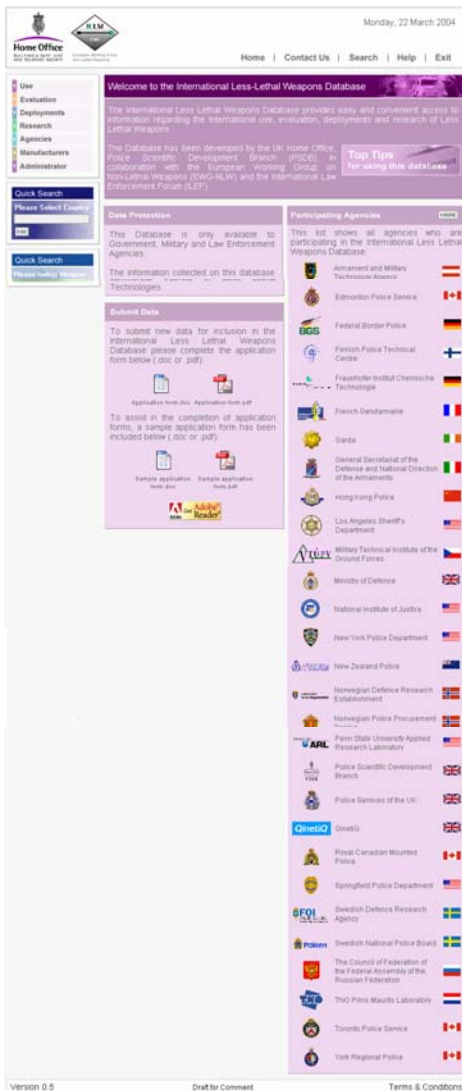 Monday, 22 March 2004
Home Office
NLW
Home | Contact Us | Search | Help | Exit
Use
Evaluation
Deployments
Research
Agencies
Manufacturers
Administrator
Quick Search
Please Select Country
Quick Search
Please Select Weapon
Welcome to the International Less-Lethal Weapons Database
The International Less Lethal Weapons Database provides easy and convenient access to
information regarding the international use, evaluation, deployments and research of Less
Lethal Weapons
The Database has been developed by the UK Home Office,
Police Scientific Development Branch (PSDB) in
collaboration with the European Working Group on
Non-Lethal Weapons (EWG-NLW) and the International Law
Enforcement Forum (ILEF).
Top Tips
for using this database
Data Protection
This Database is only available to
Government, Military and Law Enforcement
Agencies.
The information collected on this database
Technologies
Submit Data
To submit new data for inclusion in the
International Less Lethal Weapons
Database please complete the application
form below (.doc or .pdf):
Application form.doc Application form.pdf
To assist in the completion of application
forms, a sample application form has been
included below (.doc or .pdf):
Sample application
form.doc
Sample application
form.pdf
Get Adobe
Reader
Participating Agencies
This list shows all agencies who are
participating in the International Less Lethal
Weapons Database.
Armament and Military
Technology Agency
Edmonton Police Service
BGS
Federal Border Police
Finnish Police Technical
Centre
Fraunhofer Institut Chemische
Technologie
French Gendarmerie
Garda
General Secretariat of the
Defense and National Direction
of the Armaments
Hong Kong Police
Los Angeles Sheriff's
Department
Military Technical Institute of the
Ground Forces
Ministry of Defence
National Institute of Justice
New York Police Department
New Zealand Police
Norwegian Defence Research
Establishment
Norwegian Police Procurement
ARL
Penn State University Applied
Research Laboratory
Police Scientific Development
Branch
Police Services of the UK
QinetiQ
QinetiQ
Royal Canadian Mounted
Police
Springfield Police Department
FOI
Swedish Defence Research
Agency
Polisen
Swedish National Police Board
The Council of Federation of
the Federal Assembly of the
Russian Federation
TNO
TNO Prins Maurits Laboratory
Toronto Police Service
York Regional Police
Version 0.5
Draft for Comment
Terms & Conditions